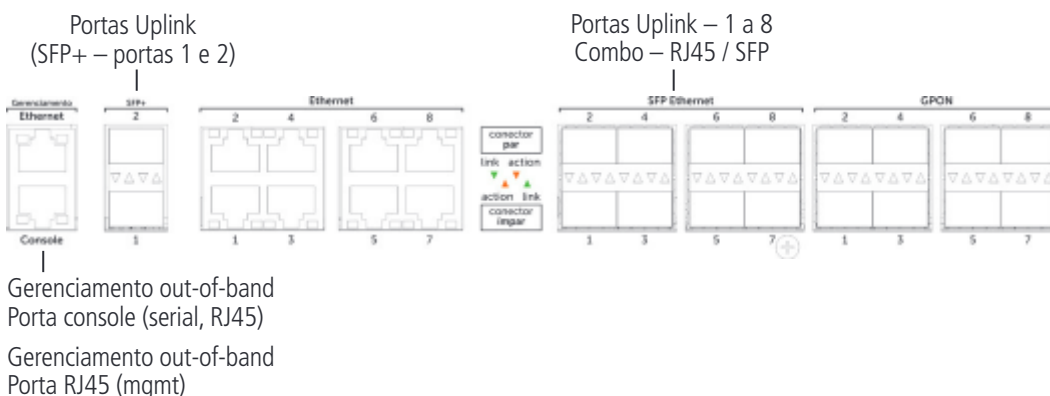 Portas Uplink
(SFP+ – portas 1 e 2)
Portas Uplink – 1 a 8
Combo – RJ45 / SFP
Gerenciamento
Ethernet
SFP+
2
Ethernet
2 4 6 8
conector
par
link action
action link
conector
impar
SFP Ethernet
2 4 6 8
GPON
2 4 6 8
Console
1
1 3 5 7
1 3 5 7
1 3 5 7
Gerenciamento out-of-band
Porta console (serial, RJ45)
Gerenciamento out-of-band
Porta RJ45 (mgmt)